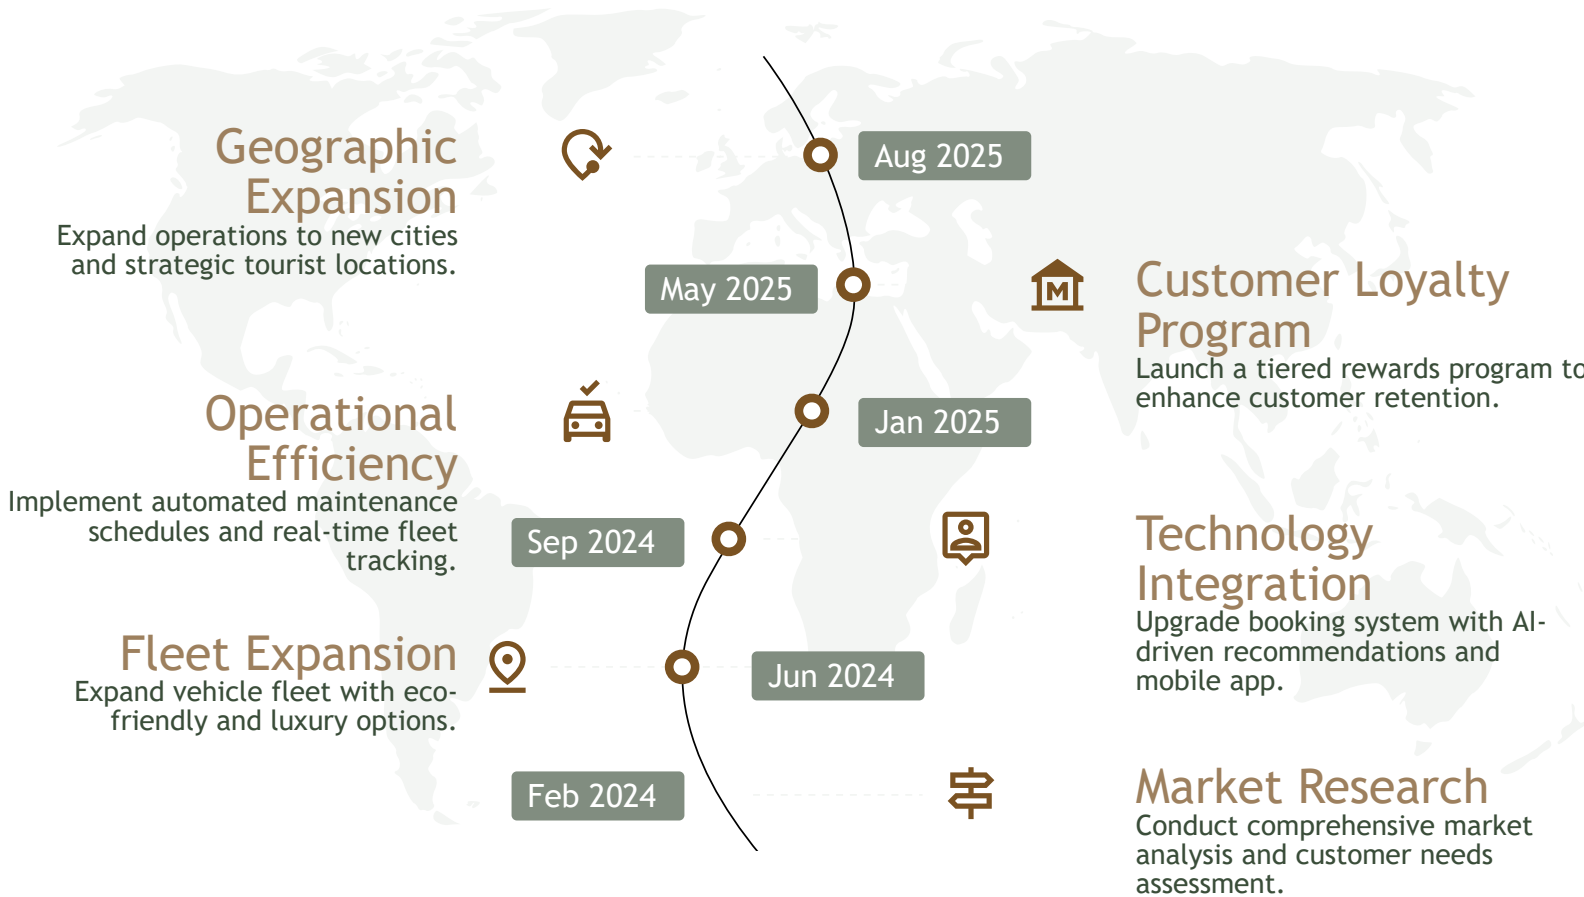 Geographic
Expansion
Expand operations to new cities
and strategic tourist locations.
Aug 2025
May 2025
M
Customer Loyalty
Program
Launch a tiered rewards program to
enhance customer retention.
Operational
Efficiency
Implement automated maintenance
schedules and real-time fleet
tracking.
Jan 2025
Sep 2024
Technology
Integration
Upgrade booking system with AI-
driven recommendations and
mobile app.
Fleet Expansion
Expand vehicle fleet with eco-
friendly and luxury options.
Jun 2024
Feb 2024
Market Research
Conduct comprehensive market
analysis and customer needs
assessment.